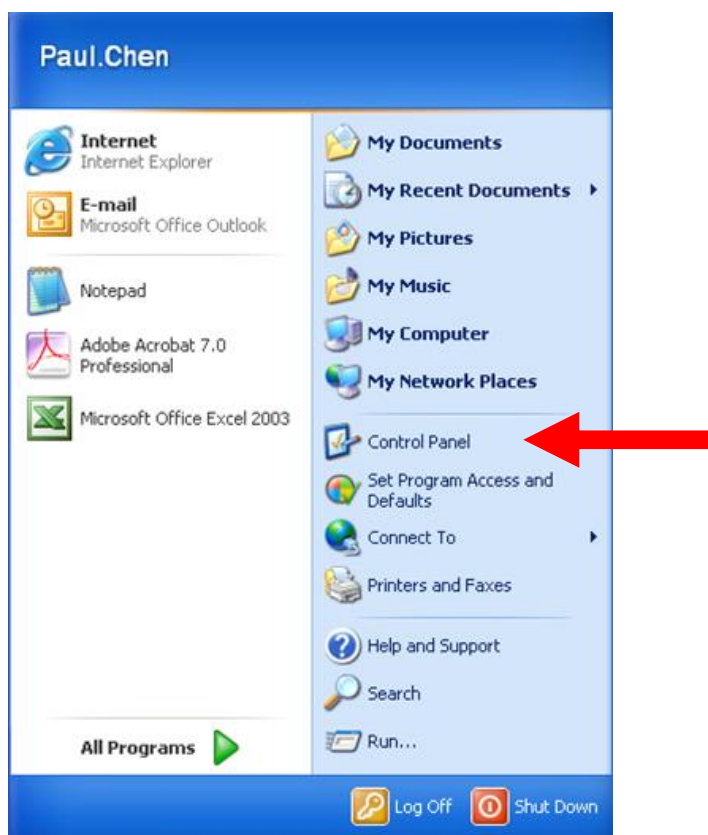 Paul.Chen
Internet
Internet Explorer
E-mail
Microsoft Office Outlook
Notepad
Adobe Acrobat 7.0
Professional
Microsoft Office Excel 2003
All Programs
My Documents
My Recent Documents
My Pictures
My Music
My Computer
My Network Places
Control Panel
Set Program Access and
Defaults
Connect To
Printers and Faxes
Help and Support
Search
Run...
Log Off
Shut Down